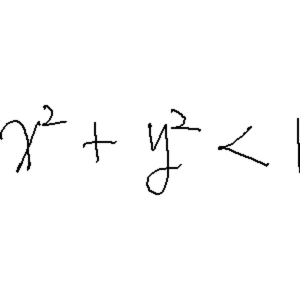 x² + y² < 1